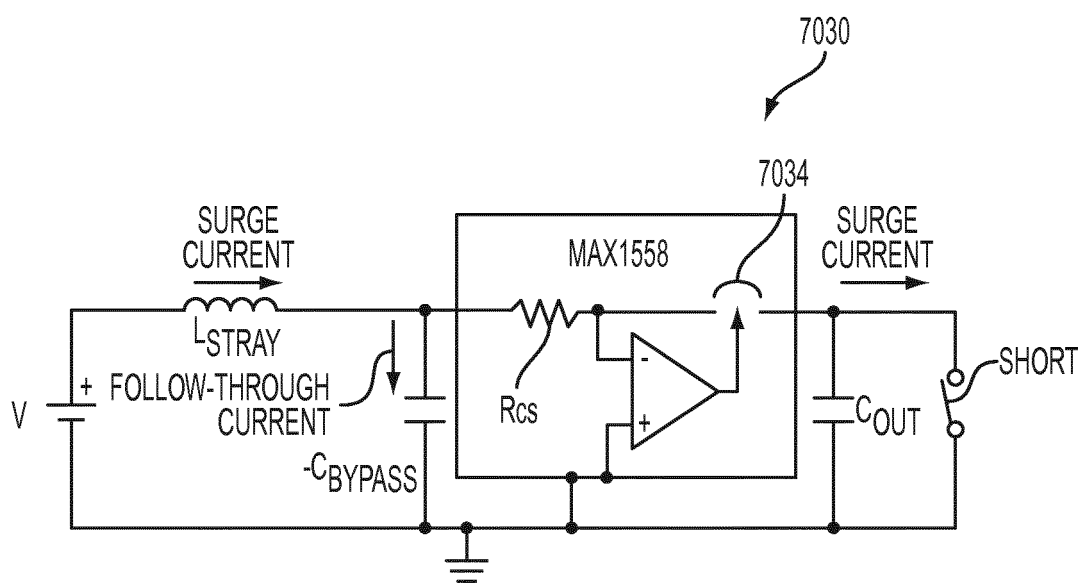 7030
7034
SURGE
CURRENT
MAX1558
SURGE
CURRENT
LSTRAY
RCS
SHORT
+
V
FOLLOW-THROUGH
CURRENT
-
+
COUT
-CBYPASS